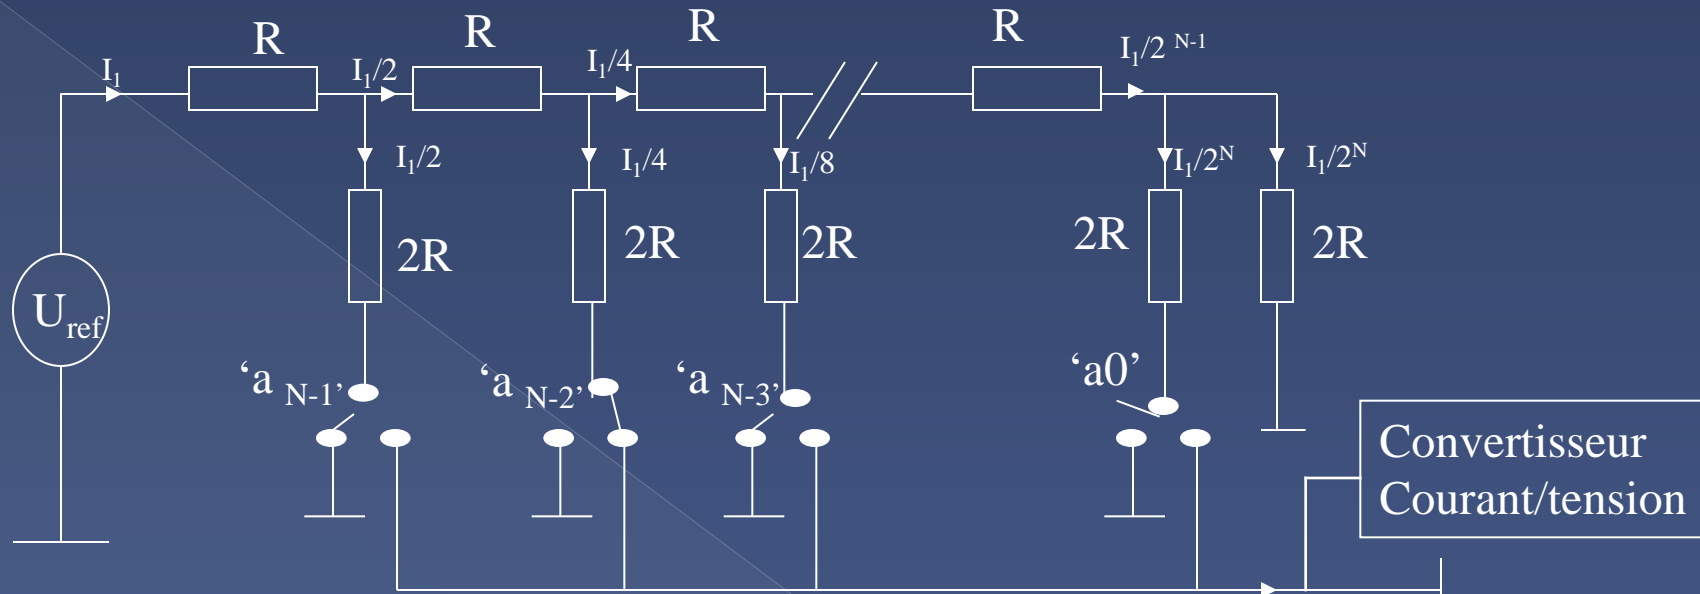 R R R R
I1 I1/2 I1/4 I1/2 N-1
I1/2 I1/4 I1/8 I1/2N I1/2N
2R 2R 2R 2R 2R
Uref
‘a N-1’ ‘a N-2’ ‘a N-3’ ‘a0’
Convertisseur
Courant/tension